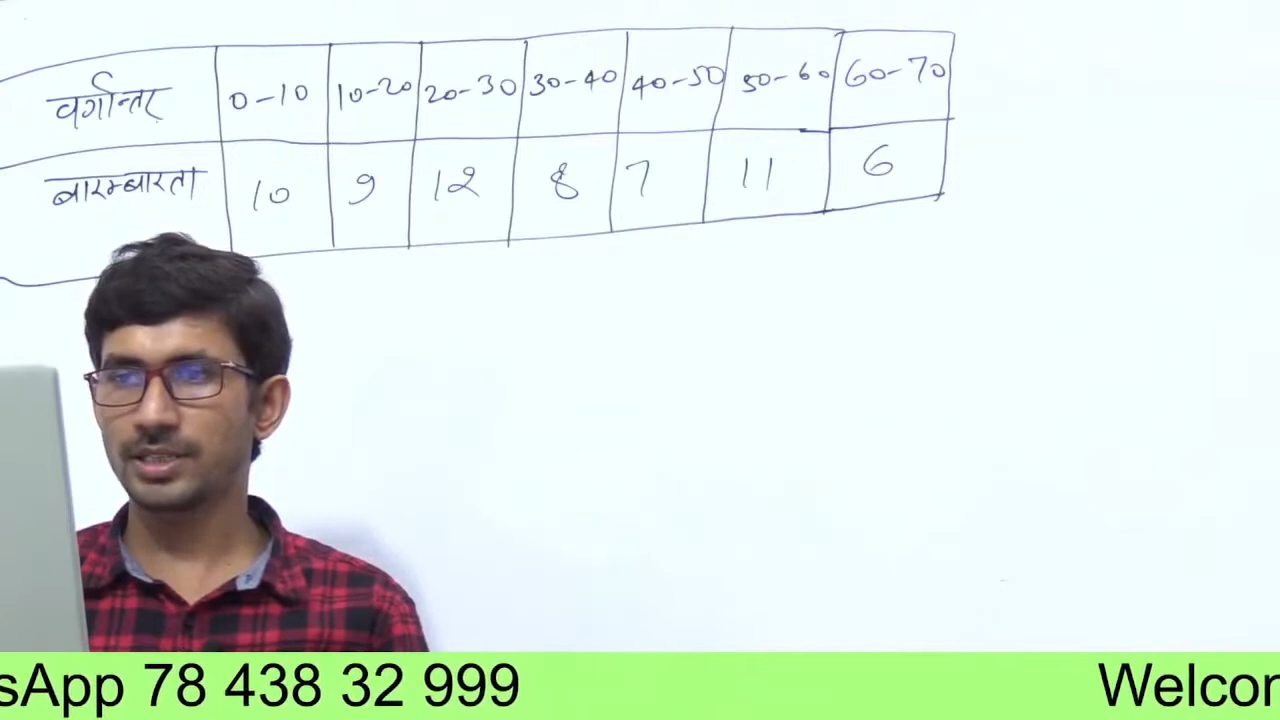 वर्गान्तर 0-10 10-20 20-30 30-40 40-50 50-60 60-70
बारम्बारता 10 9 12 8 7 11 6
sApp 78 438 32 999 Welcor